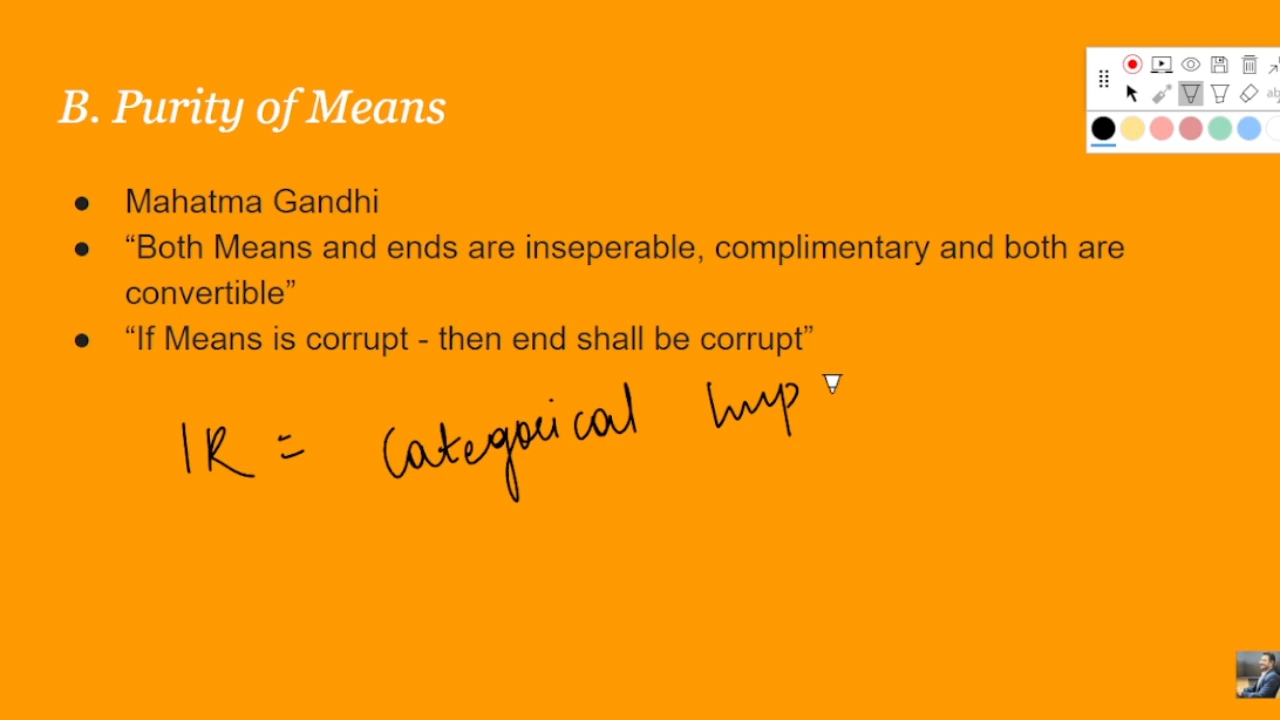 B. Purity of Means
● Mahatma Gandhi
● “Both Means and ends are inseperable, complimentary and both are
convertible”
● “If Means is corrupt - then end shall be corrupt”
IR = Categorical Imp
ab